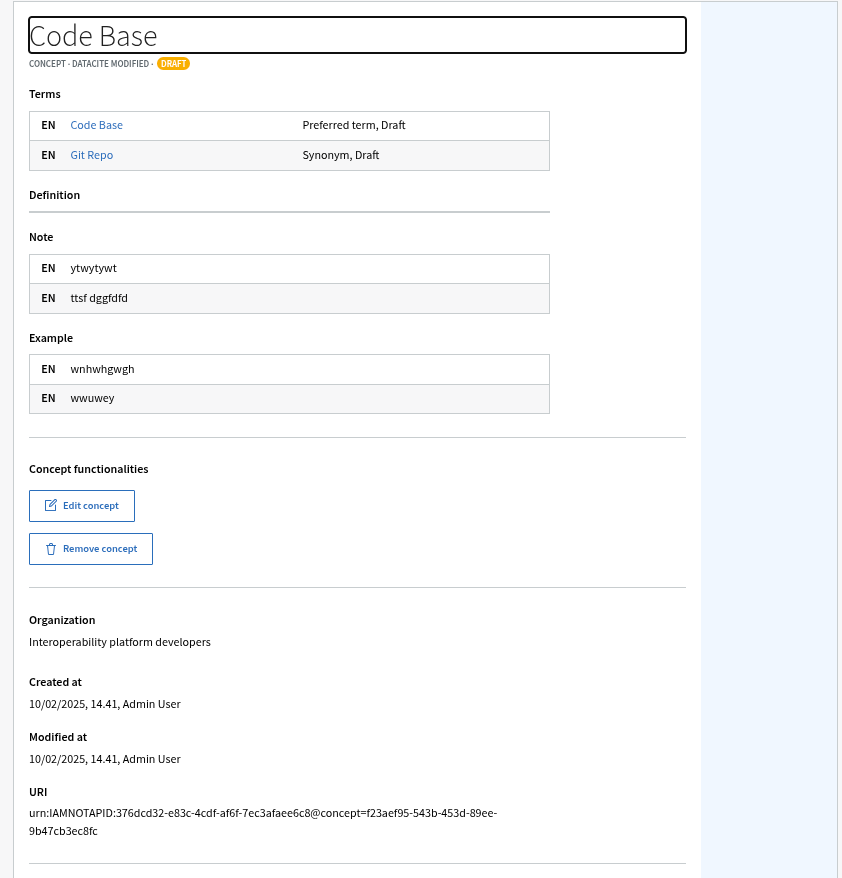 Code Base
CONCEPT · DATACITE MODIFIED · DRAFT
Terms
EN Code Base Preferred term, Draft
EN Git Repo Synonym, Draft
Definition
Note
EN ytwytywt
EN ttsf dggfdfd
Example
EN wnhwhgwgh
EN wwuwey
Concept functionalities
Edit concept
Remove concept
Organization
Interoperability platform developers
Created at
10/02/2025, 14.41, Admin User
Modified at
10/02/2025, 14.41, Admin User
URI
urn:IAMNOTAPID:376dcd32-e83c-4cdf-af6f-7ec3afaee6c8@concept=f23aef95-543b-453d-89ee-
9b47cb3ec8fc